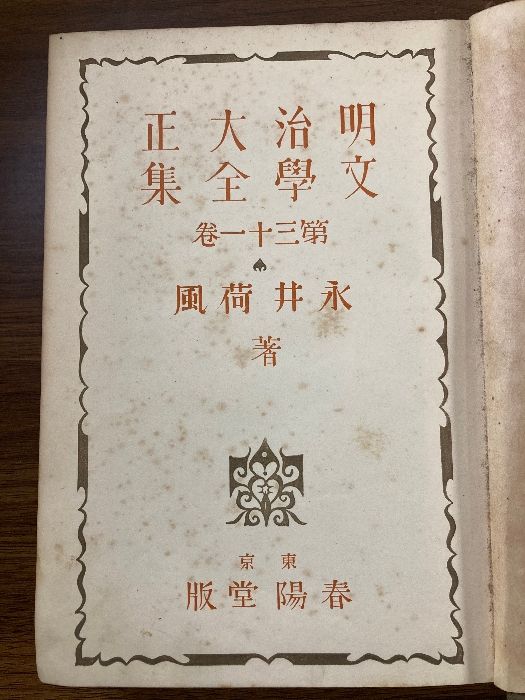 明治大正
文學全集
第三十一卷
永井荷風
著
東京
春陽堂版